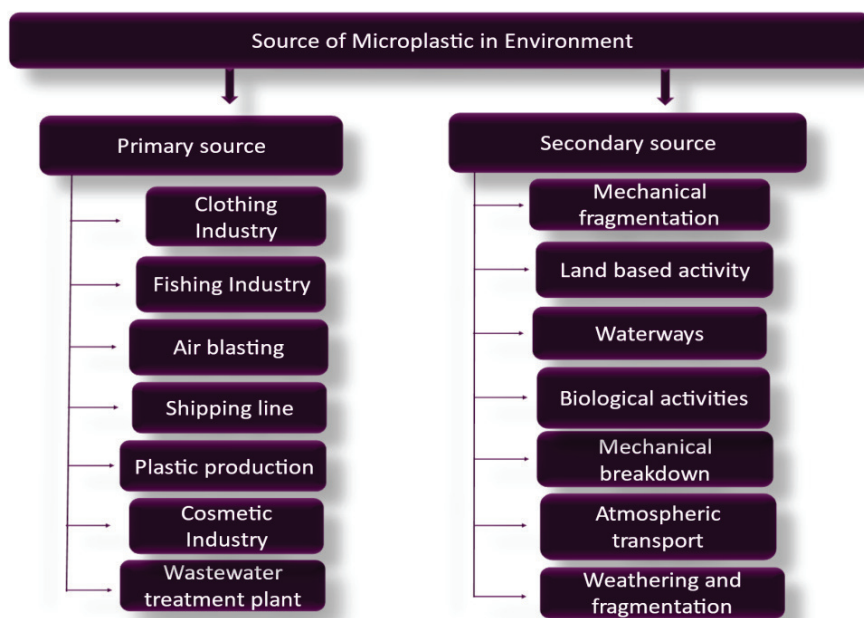 Source of Microplastic in Environment
Primary source
Clothing
Industry
Fishing Industry
Air blasting
Shipping line
Plastic production
Cosmetic
Industry
Wastewater
treatment plant
Secondary source
Mechanical
fragmentation
Land based activity
Waterways
Biological activities
Mechanical
breakdown
Atmospheric
transport
Weathering and
fragmentation